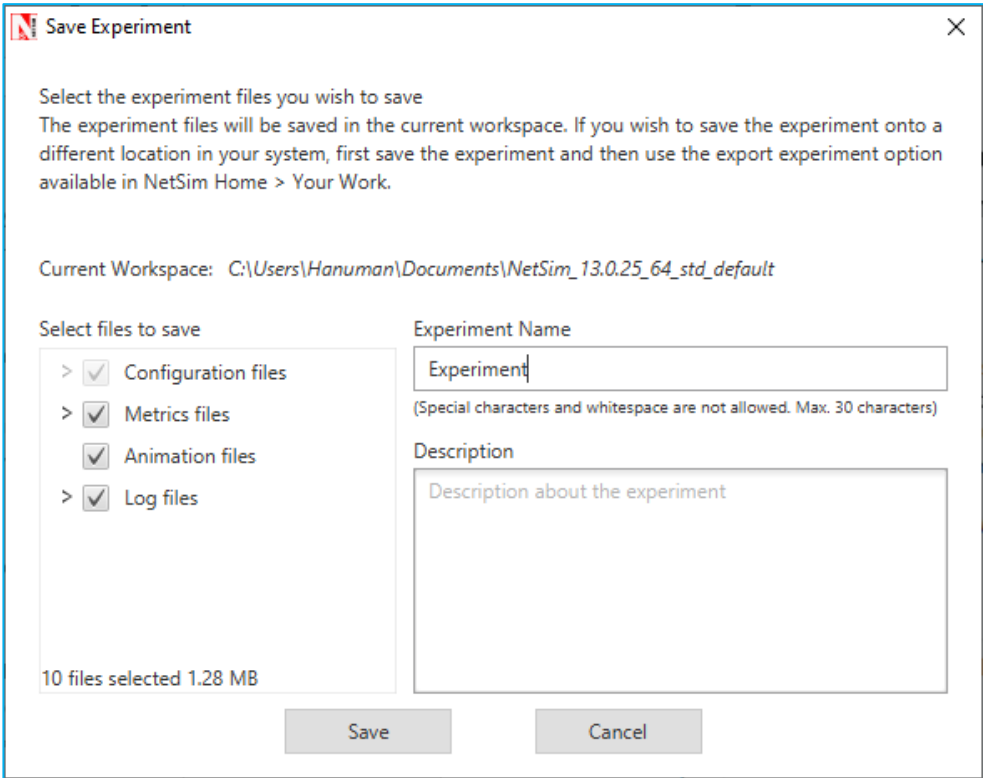 Save Experiment
Select the experiment files you wish to save
The experiment files will be saved in the current workspace. If you wish to save the experiment onto a
different location in your system, first save the experiment and then use the export experiment option
available in NetSim Home > Your Work.
Current Workspace: C:\Users\Hanuman\Documents\NetSim_13.0.25_64_std_default
Select files to save
> Configuration files
> Metrics files
Animation files
> Log files
10 files selected 1.28 MB
Experiment Name
Experiment
(Special characters and whitespace are not allowed. Max. 30 characters)
Description
Description about the experiment
Save
Cancel